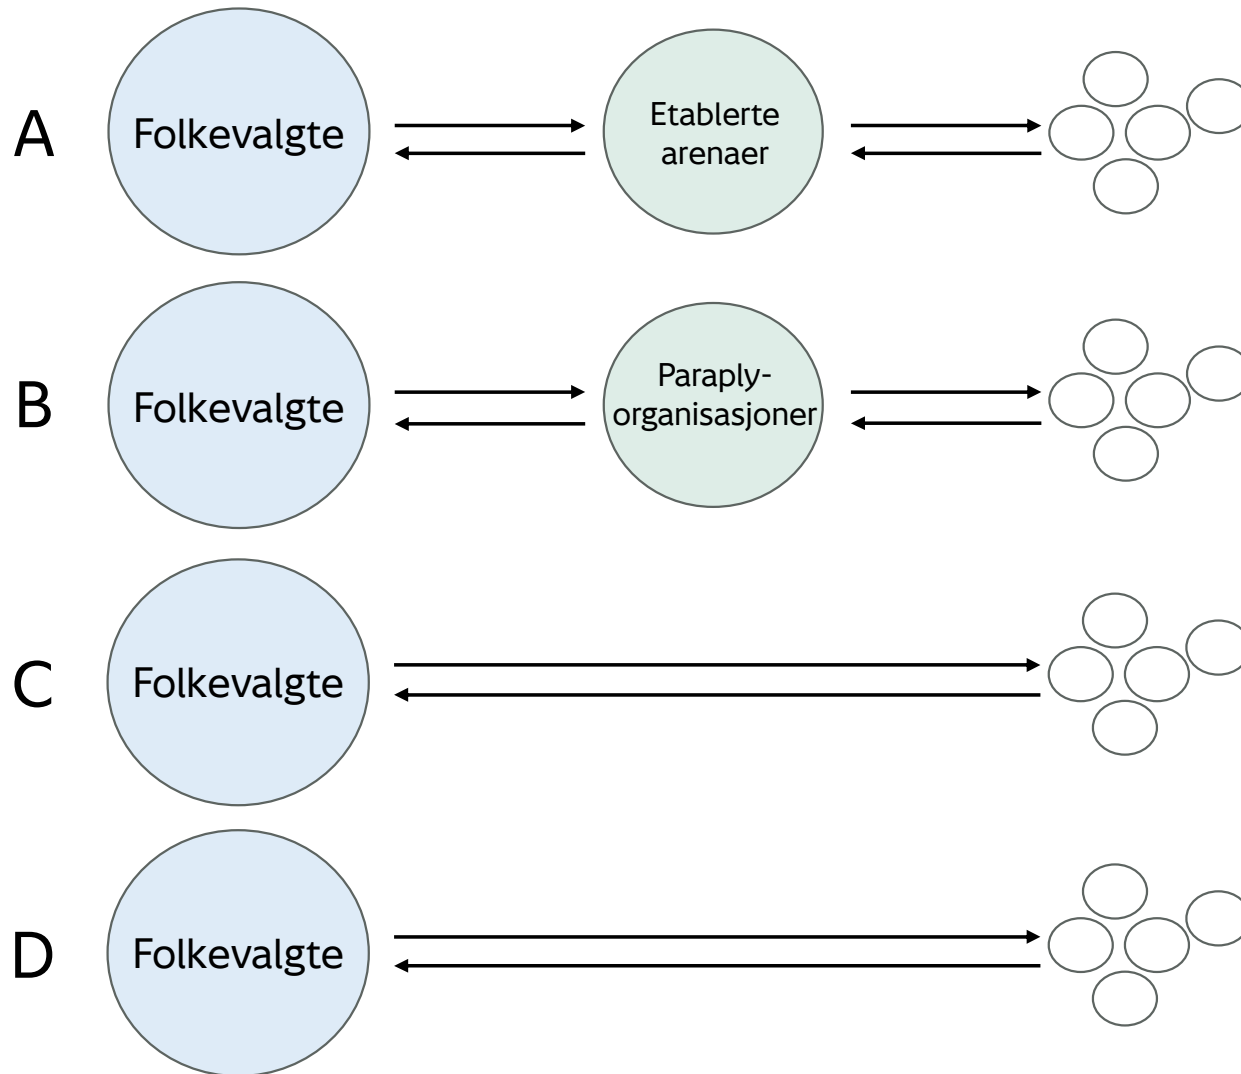 A
Folkevalgte
Etablerte
arenaer
B
Folkevalgte
Paraply-
organisasjoner
C
Folkevalgte
D
Folkevalgte